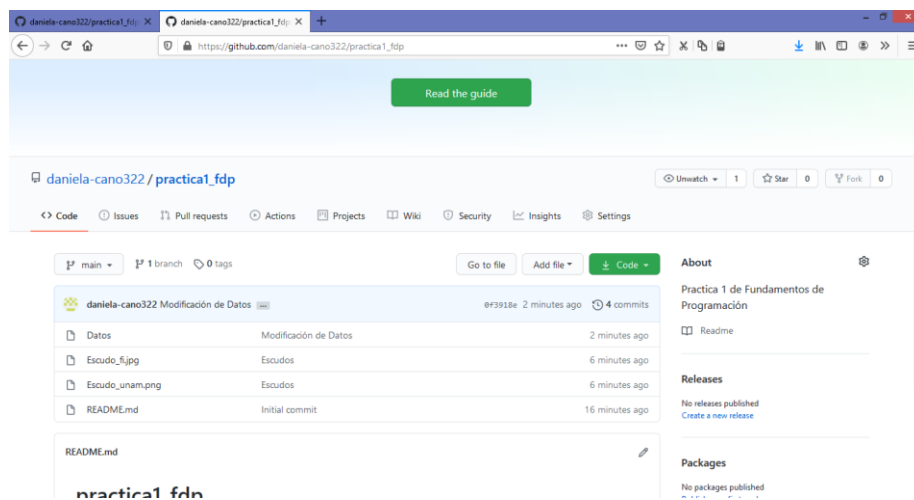 daniela-cano322/practica1_fdp
daniela-cano322/practica1_fdp
https://github.com/daniela-cano322/practica1_fdp
Read the guide
daniela-cano322 / practica1_fdp
Unwatch 1 Star 0 Fork 0
Code Issues Pull requests Actions Projects Wiki Security Insights Settings
main 1 branch 0 tags Go to file Add file Code
daniela-cano322 Modificación de Datos ... 0f3918e 2 minutes ago 4 commits
Datos Modificación de Datos 2 minutes ago
Escudo_fi.jpg Escudos 6 minutes ago
Escudo_unam.png Escudos 6 minutes ago
README.md Initial commit 16 minutes ago
README.md
practica1_fdp
About
Practica 1 de Fundamentos de
Programación
Readme
Releases
No releases published
Create a new release
Packages
No packages published